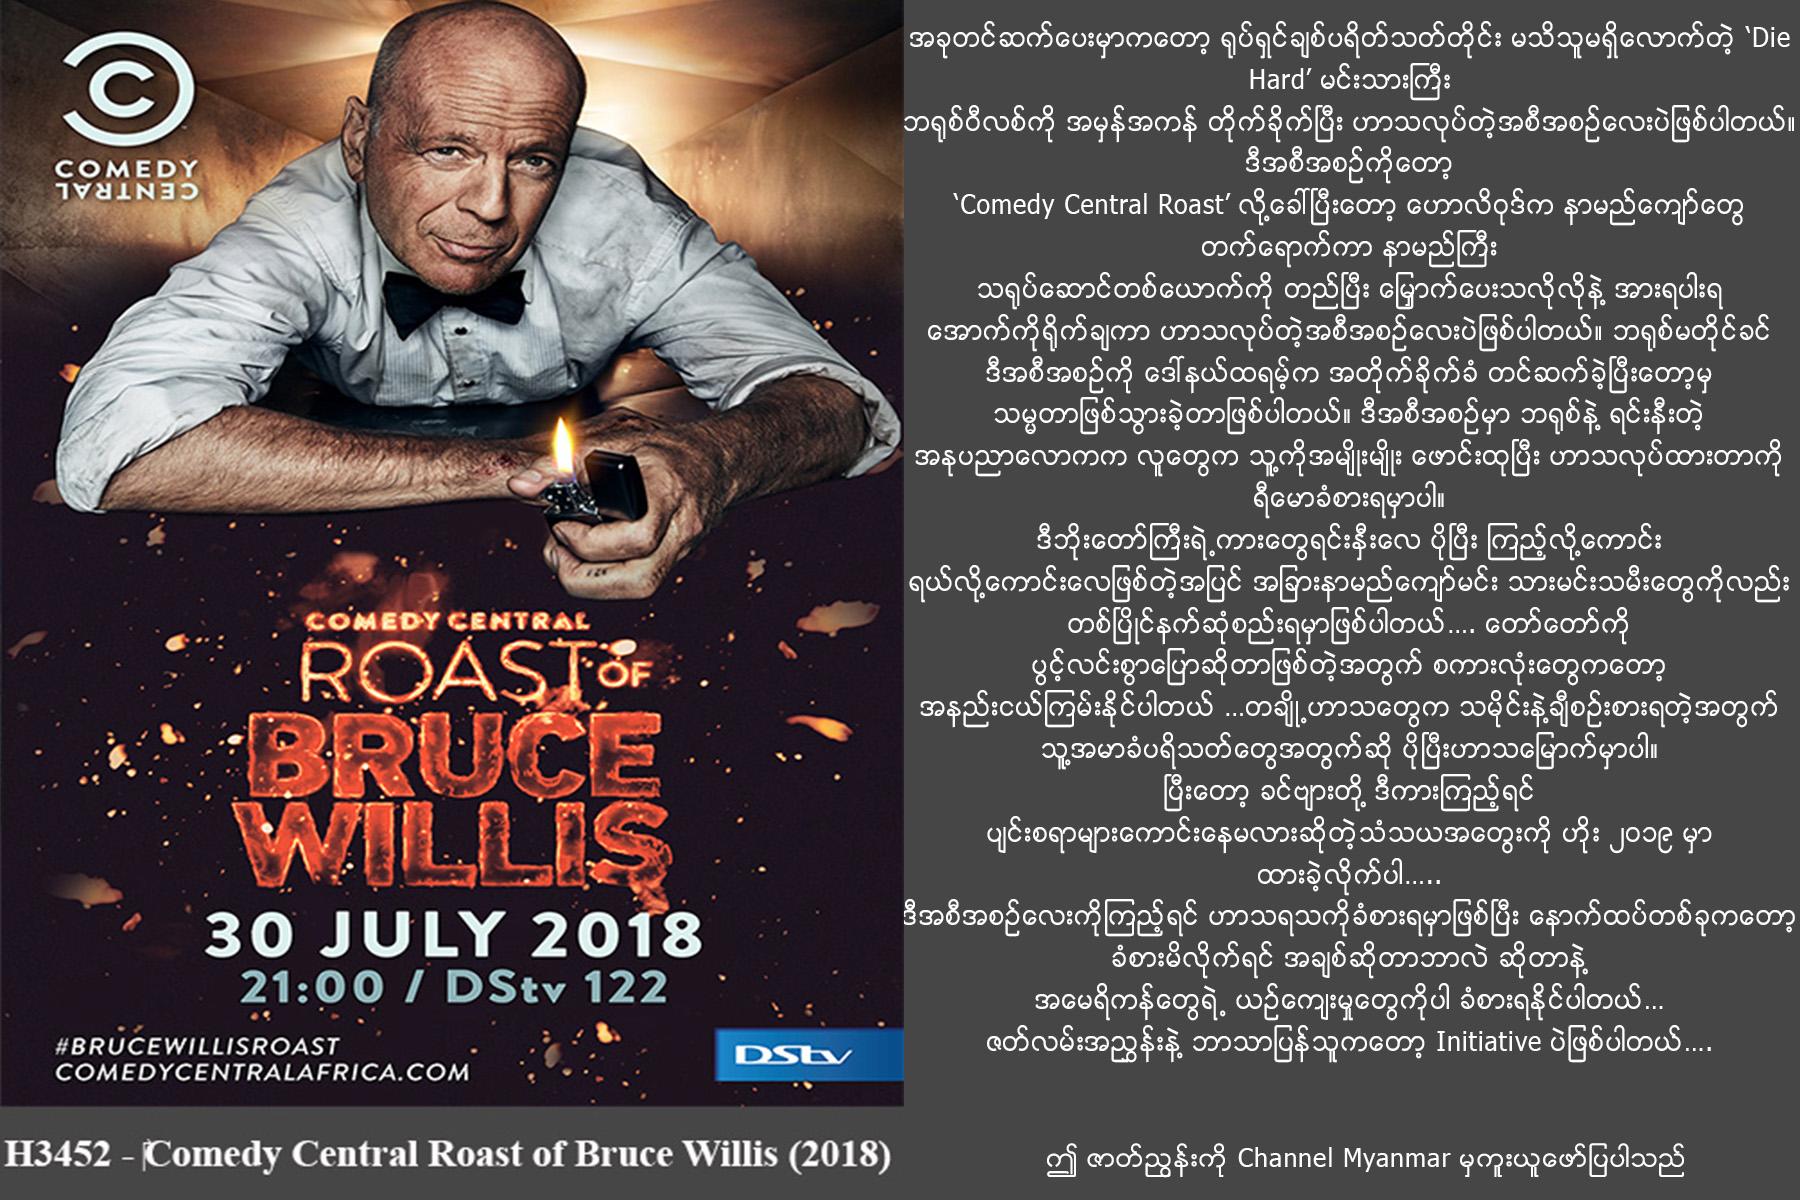 COMEDY
CENTRAL
COMEDY CENTRAL
ROAST OF
BRUCE
WILLIS
30 JULY 2018
21:00 / DStv 122
#BRUCEWILLISROAST
COMEDYCENTRALAFRICA.COM
DStv
H3452 - Comedy Central Roast of Bruce Willis (2018)
အခုတင်ဆက်ပေးမှာကတော့ ရုပ်ရှင်ချစ်ပရိတ်သတ်တိုင်း မသိသူမရှိလောက်တဲ့ ‘Die
Hard’ မင်းသားကြီး
ဘရုစ်ဝီလစ်ကို အမှန်အကန် တိုက်ခိုက်ပြီး ဟာသလုပ်တဲ့အစီအစဉ်လေးပဲဖြစ်ပါတယ်။
ဒီအစီအစဉ်ကိုတော့
‘Comedy Central Roast’ လို့ခေါ်ပြီးတော့ ဟောလိဝုဒ်က နာမည်ကျော်တွေ
တက်ရောက်ကာ နာမည်ကြီး
သရုပ်ဆောင်တစ်ယောက်ကို တည်ပြီး မြှောက်ပေးသလိုလိုနဲ့ အားရပါးရ
အောက်ကိုရိုက်ချကာ ဟာသလုပ်တဲ့အစီအစဉ်လေးပဲဖြစ်ပါတယ်။ ဘရုစ်မတိုင်ခင်
ဒီအစီအစဉ်ကို ဒေါ်နယ်ထရမ့်က အတိုက်ခိုက်ခံ တင်ဆက်ခဲ့ပြီးတော့မှ
သမ္မတာဖြစ်သွားခဲ့တာဖြစ်ပါတယ်။ ဒီအစီအစဉ်မှာ ဘရုစ်နဲ့ ရင်းနီးတဲ့
အနုပညာလောကက လူတွေက သူ့ကိုအမျိုးမျိုး ဖောင်းထုပြီး ဟာသလုပ်ထားတာကို
ရီမောခံစားရမှာပါ။
ဒီဘိုးတော်ကြီးရဲ့ကားတွေရင်းနှီးလေ ပိုပြီး ကြည့်လို့ကောင်း
ရယ်လို့ကောင်းလေဖြစ်တဲ့အပြင် အခြားနာမည်ကျော်မင်း သားမင်းသမီးတွေကိုလည်း
တစ်ပြိုင်နက်ဆုံစည်းရမှာဖြစ်ပါတယ်…. တော်တော်ကို
ပွင့်လင်းစွာပြောဆိုတာဖြစ်တဲ့အတွက် စကားလုံးတွေကတော့
အနည်းငယ်ကြမ်းနိုင်ပါတယ် …တချို့ဟာသတွေက သမိုင်းနဲ့ချီစဉ်းစားရတဲ့အတွက်
သူ့အမာခံပရိသတ်တွေအတွက်ဆို ပိုပြီးဟာသမြောက်မှာပါ။
ပြီးတော့ ခင်ဗျားတို့ ဒီကားကြည့်ရင်
ပျင်းစရာများကောင်းနေမလားဆိုတဲ့သံသယအတွေးကို ဟိုး ၂၀၁၉ မှာ
ထားခဲ့လိုက်ပါ…..
ဒီအစီအစဉ်လေးကိုကြည့်ရင် ဟာသရသကိုခံစားရမှာဖြစ်ပြီး နောက်ထပ်တစ်ခုကတော့
ခံစားမိလိုက်ရင် အချစ်ဆိုတာဘာလဲ ဆိုတာနဲ့
အမေရိကန်တွေရဲ့ ယဉ်ကျေးမှုတွေကိုပါ ခံစားရနိုင်ပါတယ်…
ဇတ်လမ်းအညွှန်းနဲ့ ဘာသာပြန်သူကတော့ Initiative ပဲဖြစ်ပါတယ်….
ဤ ဇာတ်ညွှန်းကို Channel Myanmar မှကူးယူဖော်ပြပါသည်